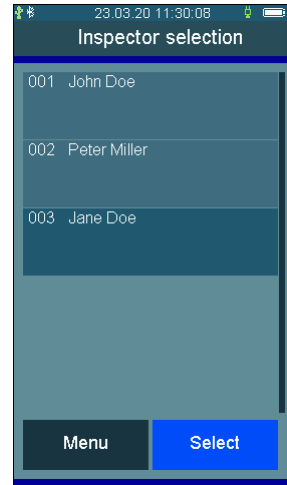 23.03.20 11:30:08
Inspector selection
001 John Doe
002 Peter Miller
003 Jane Doe
Menu Select